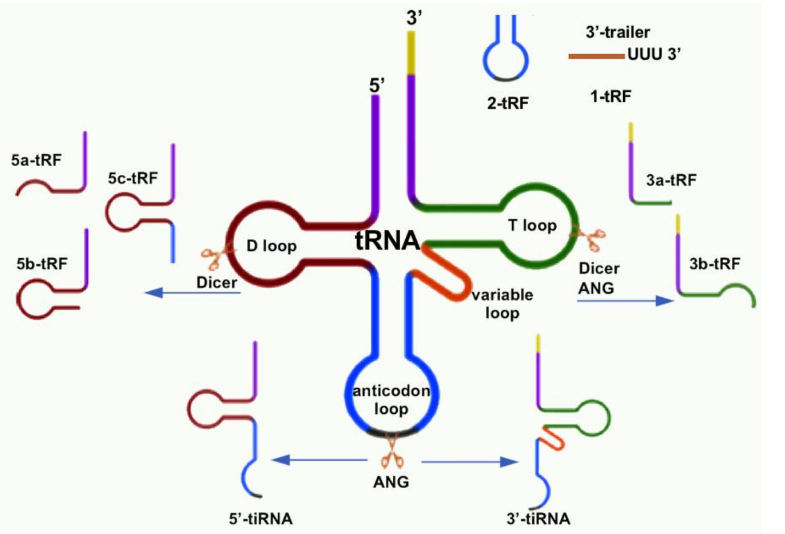 3’
5’
3’-trailer
UUU 3’
2-tRF
1-tRF
5a-tRF
5c-tRF
3a-tRF
T loop
D loop
tRNA
5b-tRF
Dicer
Dicer
ANG
3b-tRF
variable
loop
anticodon
loop
ANG
5’-tiRNA
3’-tiRNA